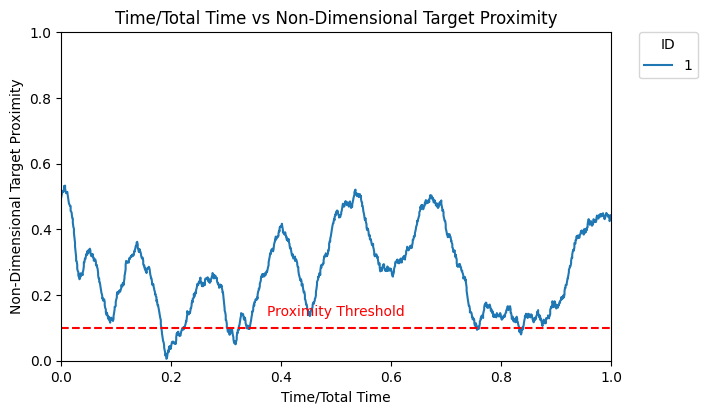 Time/Total Time vs Non-Dimensional Target Proximity
ID
1
Non-Dimensional Target Proximity
1.0
0.8
0.6
0.4
0.2
0.0
Proximity Threshold
0.0 0.2 0.4 0.6 0.8 1.0
Time/Total Time